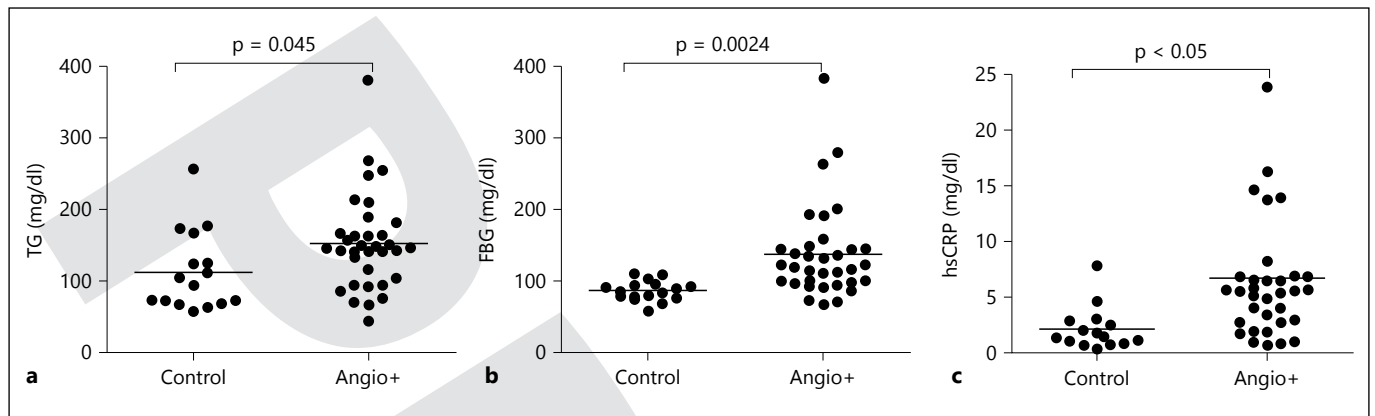 p = 0.045
400
300
200
100
0
TG (mg/dl)
Control
Angio+
a
p = 0.0024
400
300
200
100
0
FBG (mg/dl)
Control
Angio+
b
p < 0.05
25
20
15
10
5
0
hsCRP (mg/dl)
Control
Angio+
c